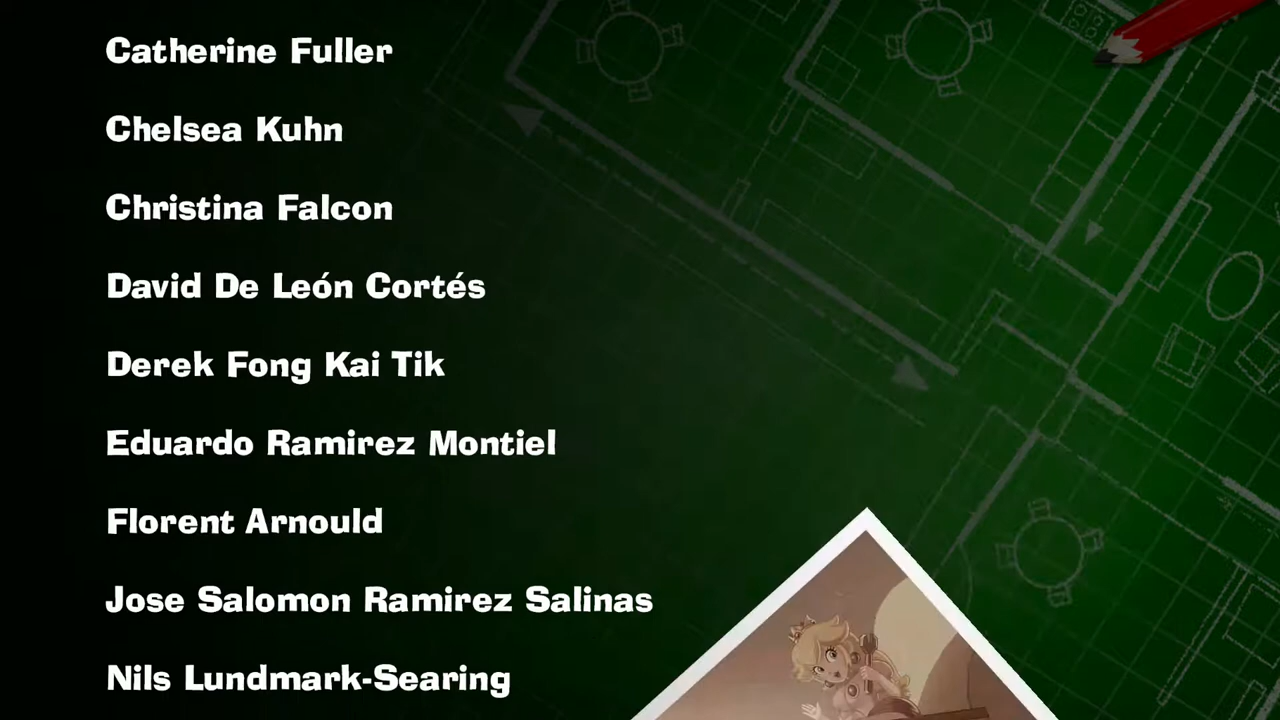 Catherine Fuller
Chelsea Kuhn
Christina Falcon
David De León Cortés
Derek Fong Kai Tik
Eduardo Ramirez Montiel
Florent Arnould
Jose Salomon Ramirez Salinas
Nils Lundmark-Searing